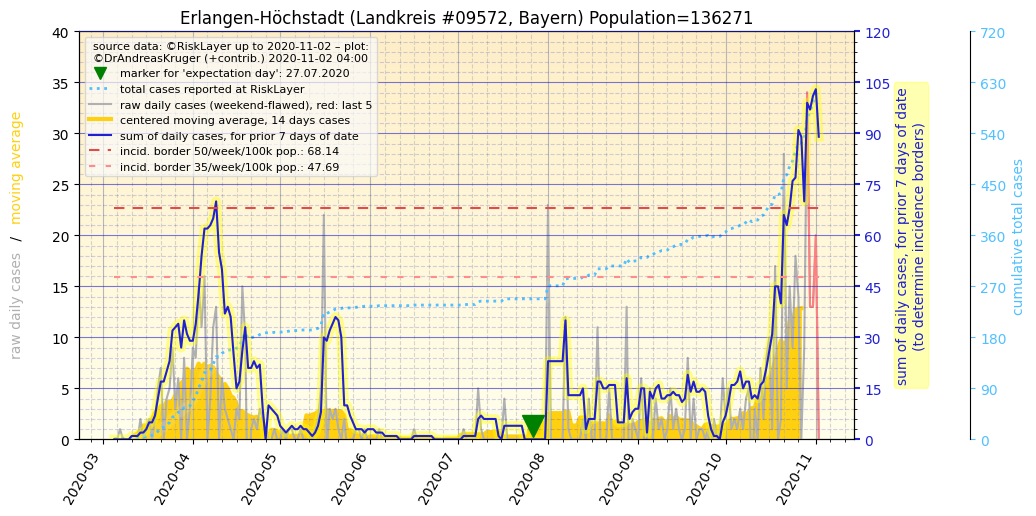 Erlangen-Höchstadt (Landkreis #09572, Bayern) Population=136271
source data: ©RiskLayer up to 2020-11-02 – plot:
©DrAndreasKruger (+contrib.) 2020-11-02 04:00
marker for 'expectation day': 27.07.2020
total cases reported at RiskLayer
raw daily cases (weekend-flawed), red: last 5
centered moving average, 14 days cases
sum of daily cases, for prior 7 days of date
incid. border 50/week/100k pop.: 68.14
incid. border 35/week/100k pop.: 47.69
raw daily cases / moving average
40
35
30
25
20
15
10
5
0
2020-03
2020-04
2020-05
2020-06
2020-07
2020-08
2020-09
2020-10
2020-11
120
105
90
75
60
45
30
15
0
sum of daily cases, for prior 7 days of date
(to determine incidence borders)
720
630
540
450
360
270
180
90
0
cumulative total cases